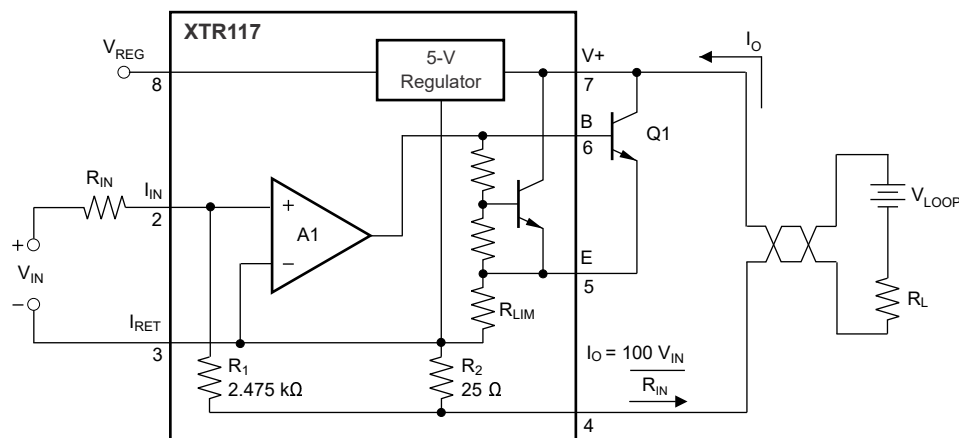 XTR117
V+
I_O
V_REG
5-V
Regulator
8
7
B
Q1
6
R_IN
I_IN
2
+
A1
−
V_LOOP
+
V_IN
−
E
5
R_LIM
R_L
I_RET
3
R_1
2.475 kΩ
R_2
25 Ω
I_O = 100 V_IN
R_IN
4